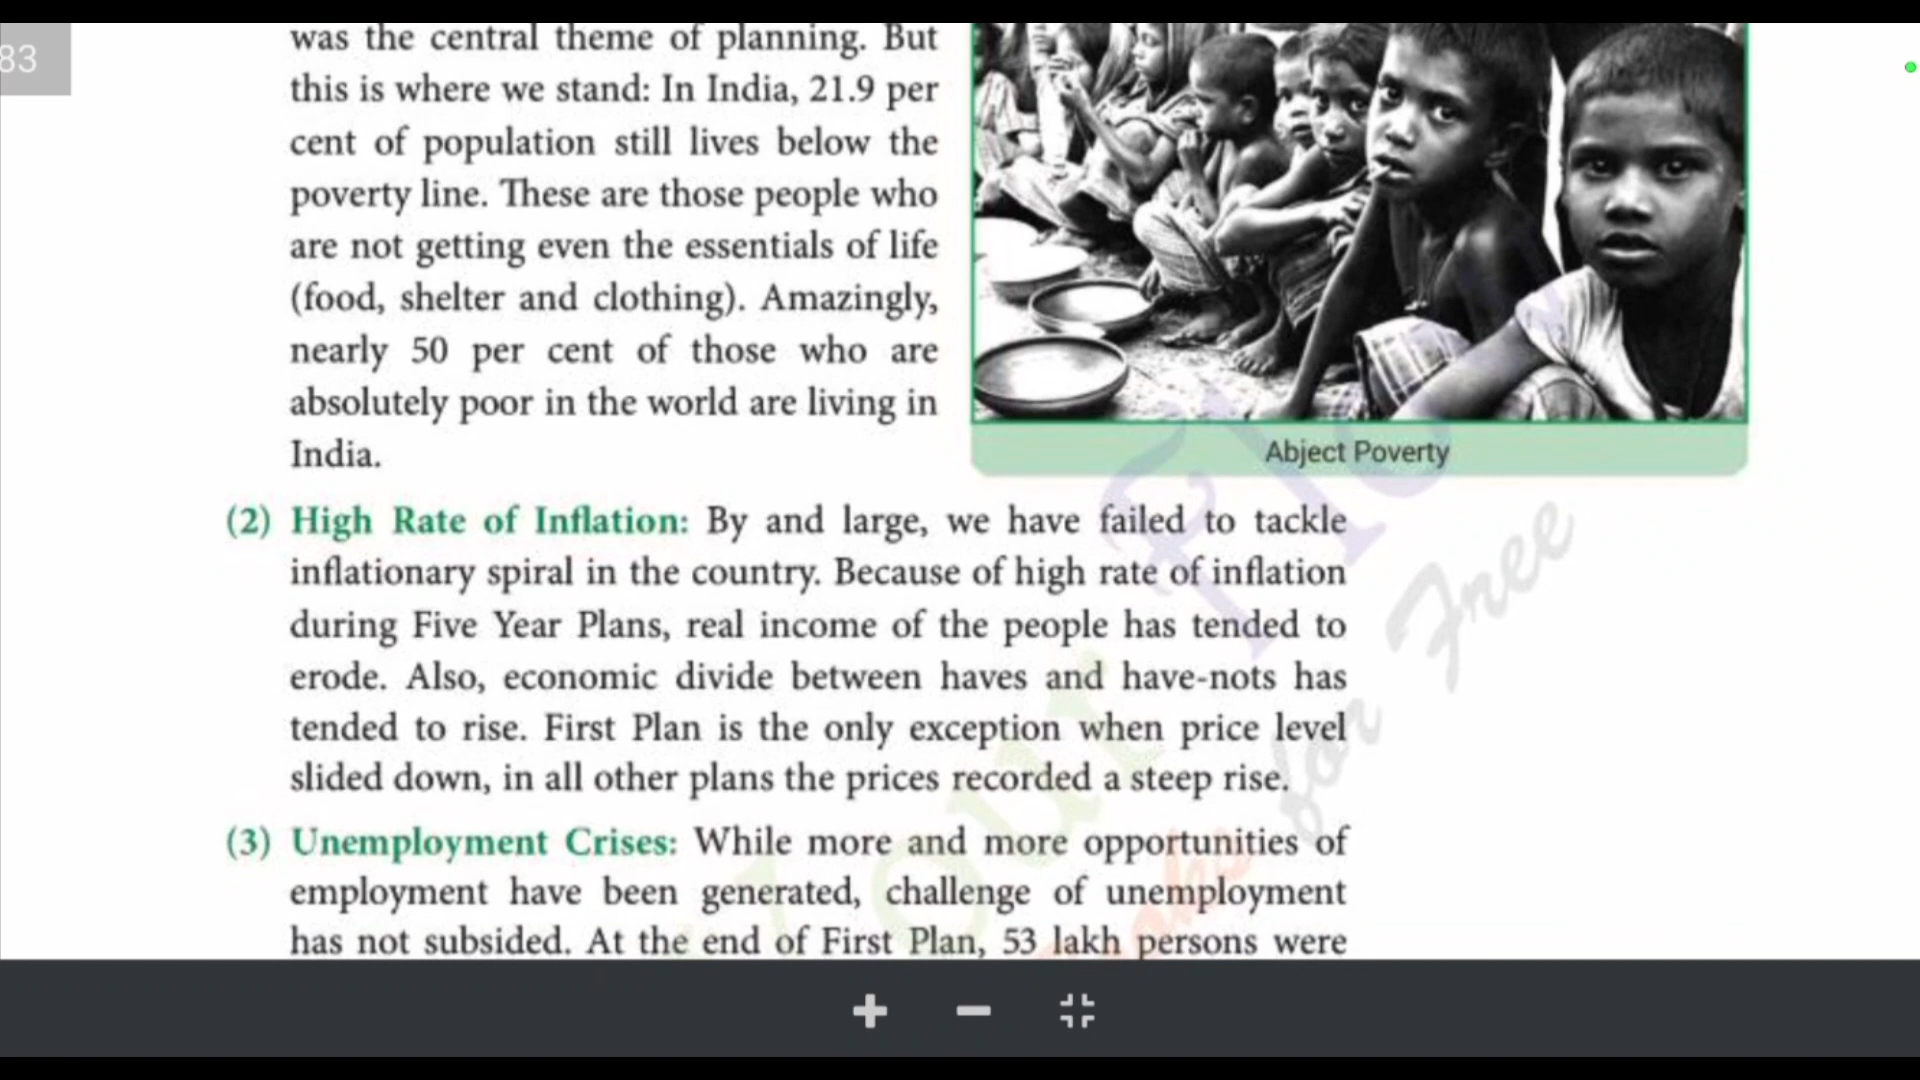 83
was the central theme of planning. But
this is where we stand: In India, 21.9 per
cent of population still lives below the
poverty line. These are those people who
are not getting even the essentials of life
(food, shelter and clothing). Amazingly,
nearly 50 per cent of those who are
absolutely poor in the world are living in
India.
Abject Poverty
(2) High Rate of Inflation: By and large, we have failed to tackle
inflationary spiral in the country. Because of high rate of inflation
during Five Year Plans, real income of the people has tended to
erode. Also, economic divide between haves and have-nots has
tended to rise. First Plan is the only exception when price level
slided down, in all other plans the prices recorded a steep rise.
(3) Unemployment Crises: While more and more opportunities of
employment have been generated, challenge of unemployment
has not subsided. At the end of First Plan, 53 lakh persons were
for Free